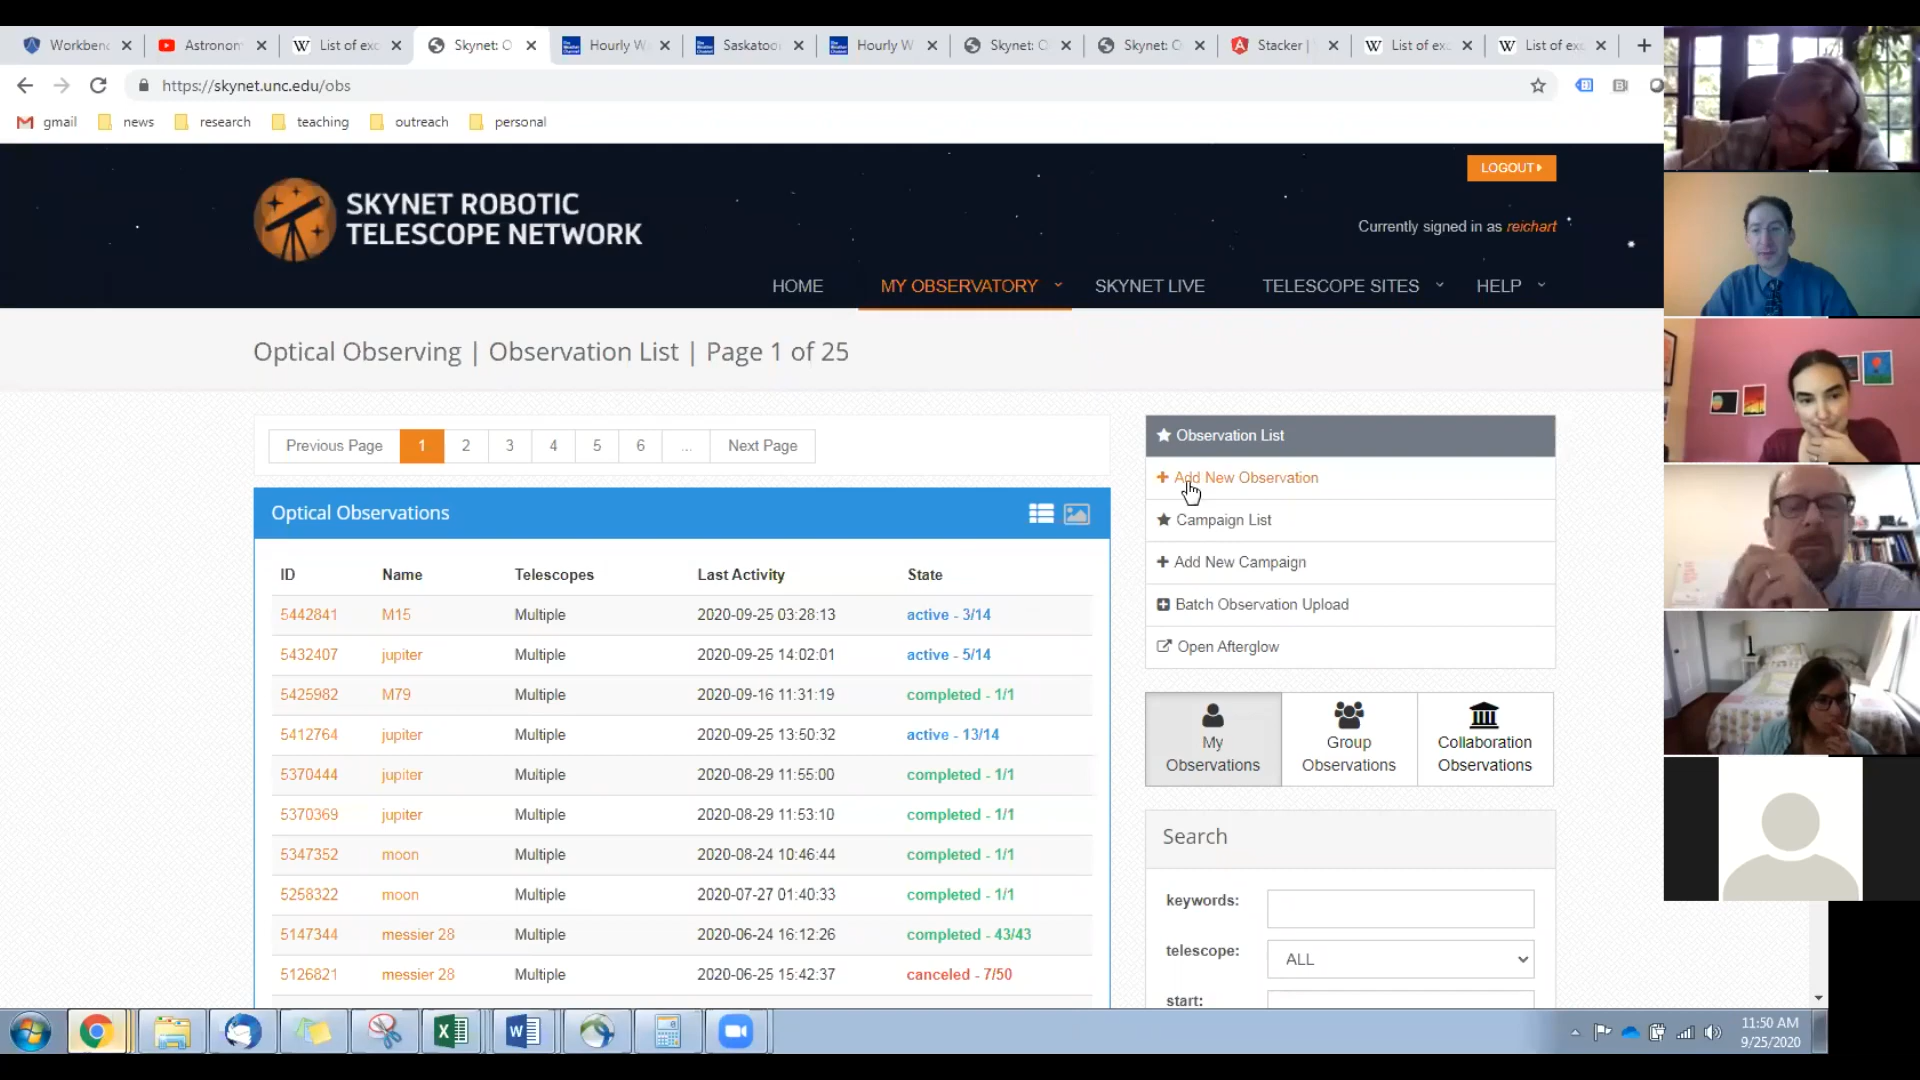 Workbenc
Astronom
List of exc
Skynet: O
Hourly W
Saskatoo
Hourly W
Skynet: O
Skynet: O
Stacker |
List of exc
List of exc
https://skynet.unc.edu/obs
gmail
news
research
teaching
outreach
personal
LOGOUT
SKYNET ROBOTIC
TELESCOPE NETWORK
Currently signed in as reichart
HOME
MY OBSERVATORY
SKYNET LIVE
TELESCOPE SITES
HELP
Optical Observing | Observation List | Page 1 of 25
Previous Page 1 2 3 4 5 6 ... Next Page
Optical Observations
ID Name Telescopes Last Activity State
5442841 M15 Multiple 2020-09-25 03:28:13 active - 3/14
5432407 jupiter Multiple 2020-09-25 14:02:01 active - 5/14
5425982 M79 Multiple 2020-09-16 11:31:19 completed - 1/1
5412764 jupiter Multiple 2020-09-25 13:50:32 active - 13/14
5370444 jupiter Multiple 2020-08-29 11:55:00 completed - 1/1
5370369 jupiter Multiple 2020-08-29 11:53:10 completed - 1/1
5347352 moon Multiple 2020-08-24 10:46:44 completed - 1/1
5258322 moon Multiple 2020-07-27 01:40:33 completed - 1/1
5147344 messier 28 Multiple 2020-06-24 16:12:26 completed - 43/43
5126821 messier 28 Multiple 2020-06-25 15:42:37 canceled - 7/50
Observation List
Add New Observation
Campaign List
Add New Campaign
Batch Observation Upload
Open Afterglow
My
Observations
Group
Observations
Collaboration
Observations
Search
keywords:
telescope: ALL
start:
11:50 AM
9/25/2020